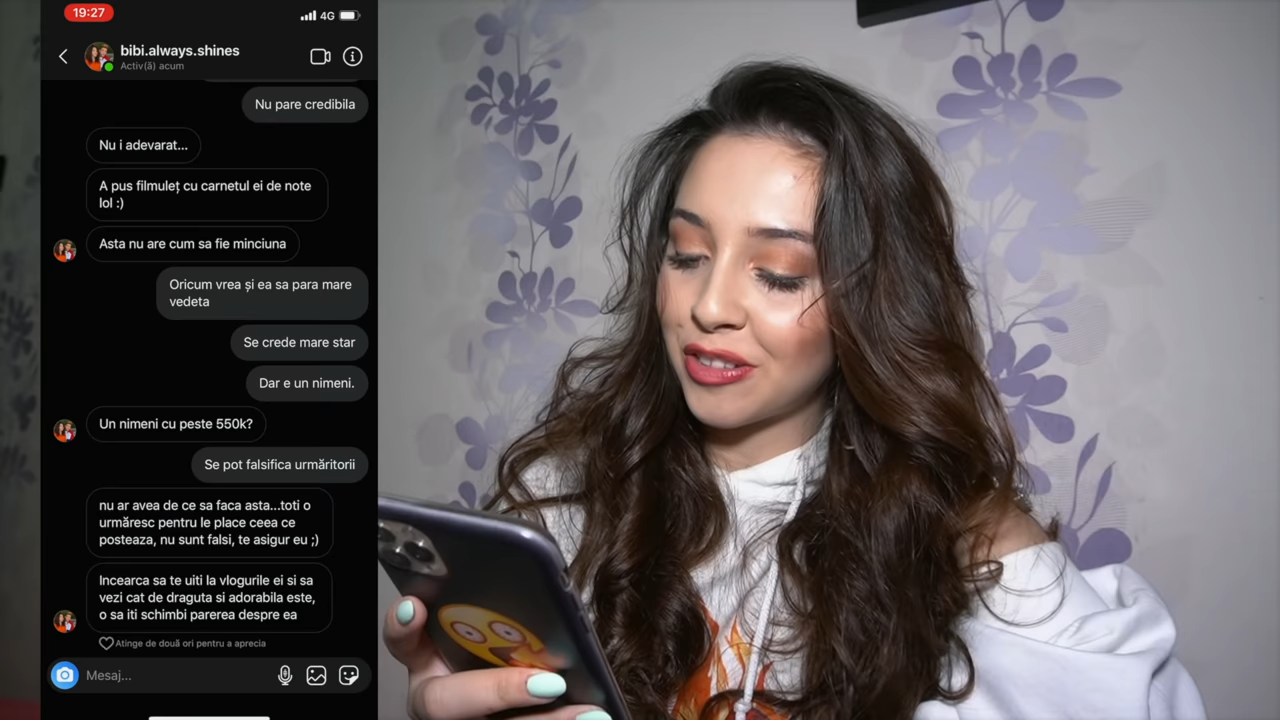 19:27
4G
bibi.always.shines
Activ(ă) acum
Nu pare credibila
Nu i adevarat...
A pus filmuleț cu carnetul ei de note
lol :)
Asta nu are cum sa fie minciuna
Oricum vrea și ea sa para mare
vedeta
Se crede mare star
Dar e un nimeni.
Un nimeni cu peste 550k?
Se pot falsifica urmăritorii
nu ar avea de ce sa faca asta...toti o
urmăresc pentru le place ceea ce
posteaza, nu sunt falsi, te asigur eu ;)
Incearca sa te uiti la vlogurile ei si sa
vezi cat de draguta si adorabila este,
o sa iti schimbi parerea despre ea
Atinge de două ori pentru a aprecia
Mesaj...